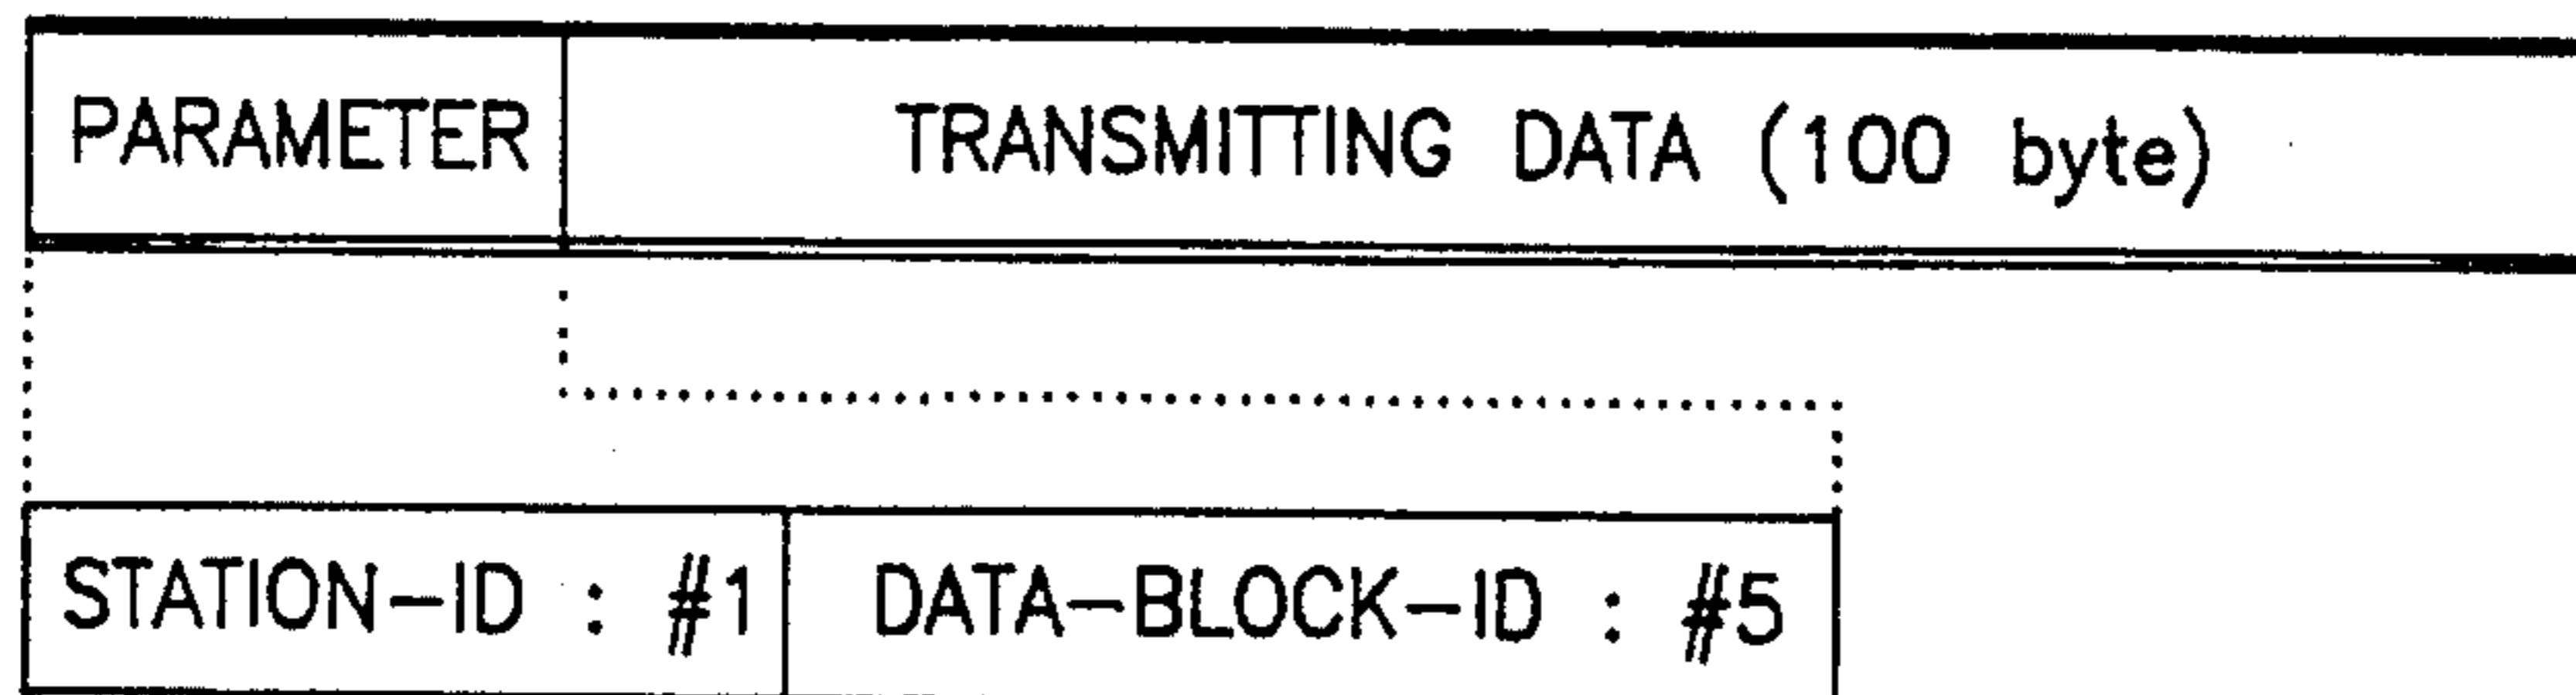 PARAMETER TRANSMITTING DATA (100 byte)
STATION-ID : #1 DATA-BLOCK-ID : #5